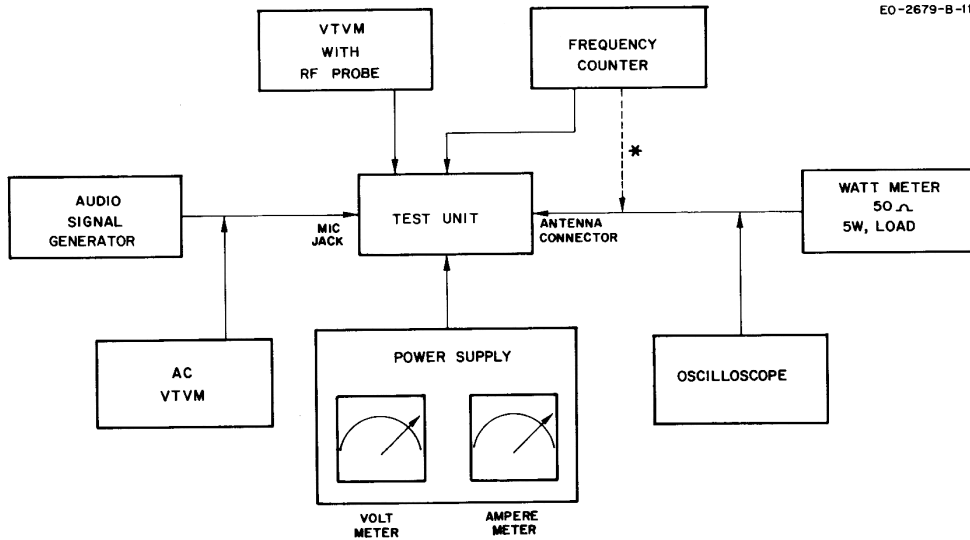 EO-2679-B-11
VTVM
WITH
RF PROBE
FREQUENCY
COUNTER
*
AUDIO
SIGNAL
GENERATOR
MIC
JACK
TEST UNIT
ANTENNA
CONNECTOR
WATT METER
50 Ω
5W, LOAD
AC
VTVM
POWER SUPPLY
OSCILLOSCOPE
VOLT
METER
AMPERE
METER